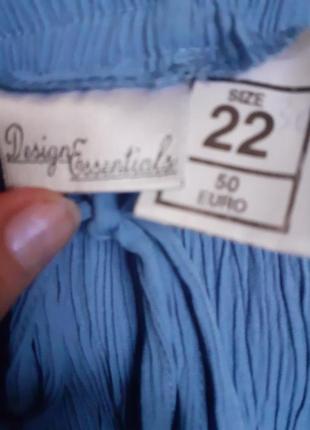 Design Essentials
SIZE
22
50
EURO